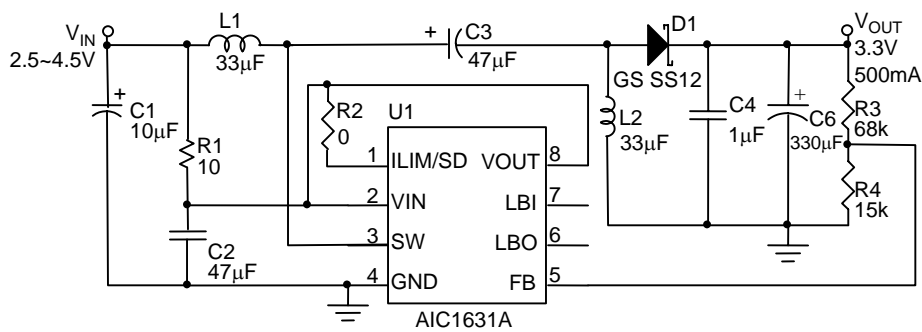 V_IN
2.5~4.5V
L1
33μF
C3
+
47μF
D1
GS SS12
V_OUT
3.3V
500mA
+
C1
10μF
R1
10
C2
47μF
R2
0
U1
1
ILIM/SD
VOUT
8
2
VIN
LBI
7
3
SW
LBO
6
4
GND
FB
5
AIC1631A
L2
33μF
C4
1μF
+
C6
330μF
R3
68k
R4
15k